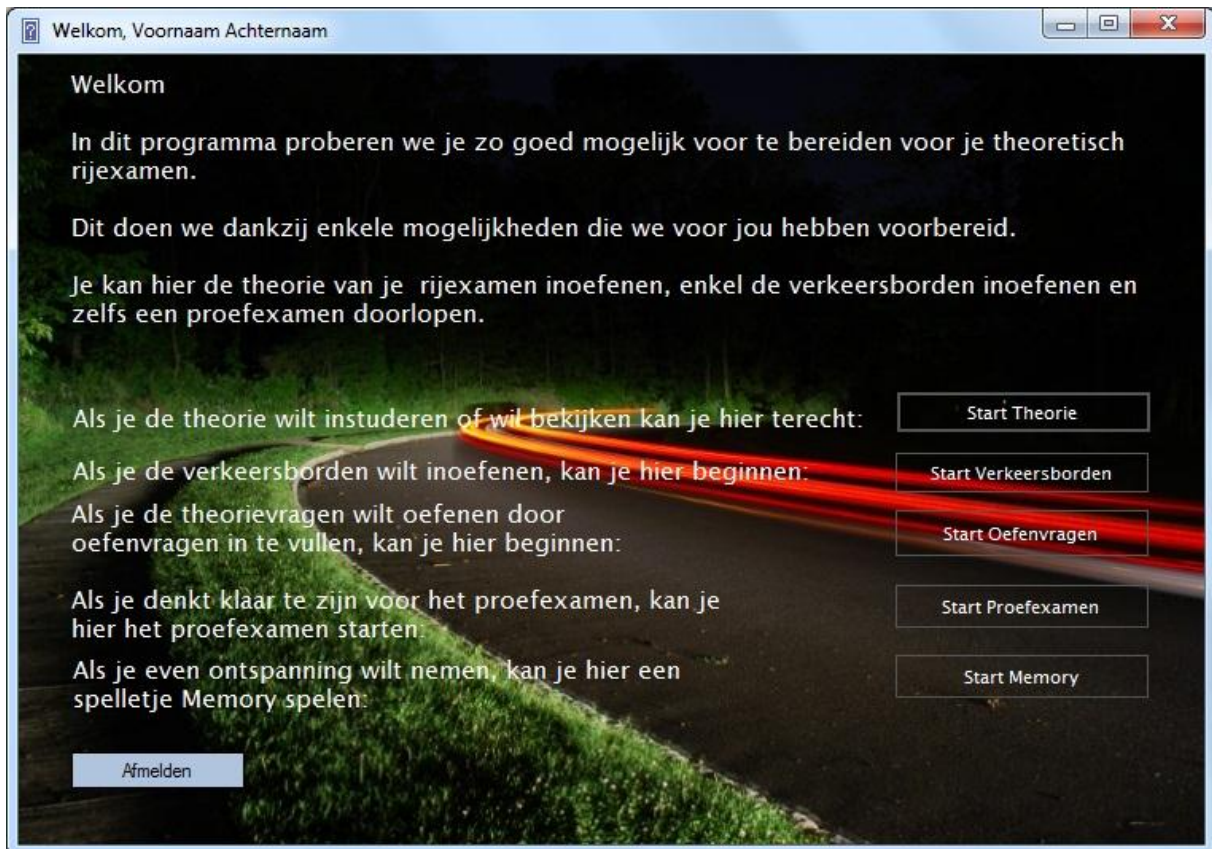 Welkom, Voornaam Achternaam
Welkom
In dit programma proberen we je zo goed mogelijk voor te bereiden voor je theoretisch
rijexamen.
Dit doen we dankzij enkele mogelijkheden die we voor jou hebben voorbereid.
Je kan hier de theorie van je  rijexamen inoefenen, enkel de verkeersborden inoefenen en
zelfs een proefexamen doorlopen.
Als je de theorie wilt instuderen of wil bekijken kan je hier terecht:
Start Theorie
Als je de verkeersborden wilt inoefenen, kan je hier beginnen:
Start Verkeersborden
Als je de theorievragen wilt oefenen door
oefenvragen in te vullen, kan je hier beginnen:
Start Oefenvragen
Als je denkt klaar te zijn voor het proefexamen, kan je
hier het proefexamen starten:
Start Proefexamen
Als je even ontspanning wilt nemen, kan je hier een
spelletje Memory spelen:
Start Memory
Afmelden